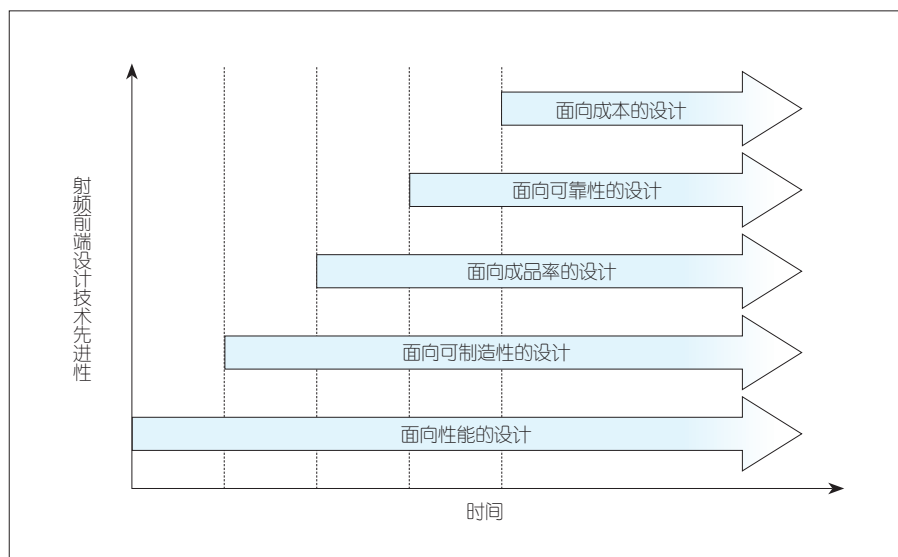 面向成本的设计
面向可靠性的设计
面向成品率的设计
面向可制造性的设计
面向性能的设计
射频前端设计技术先进性
时间